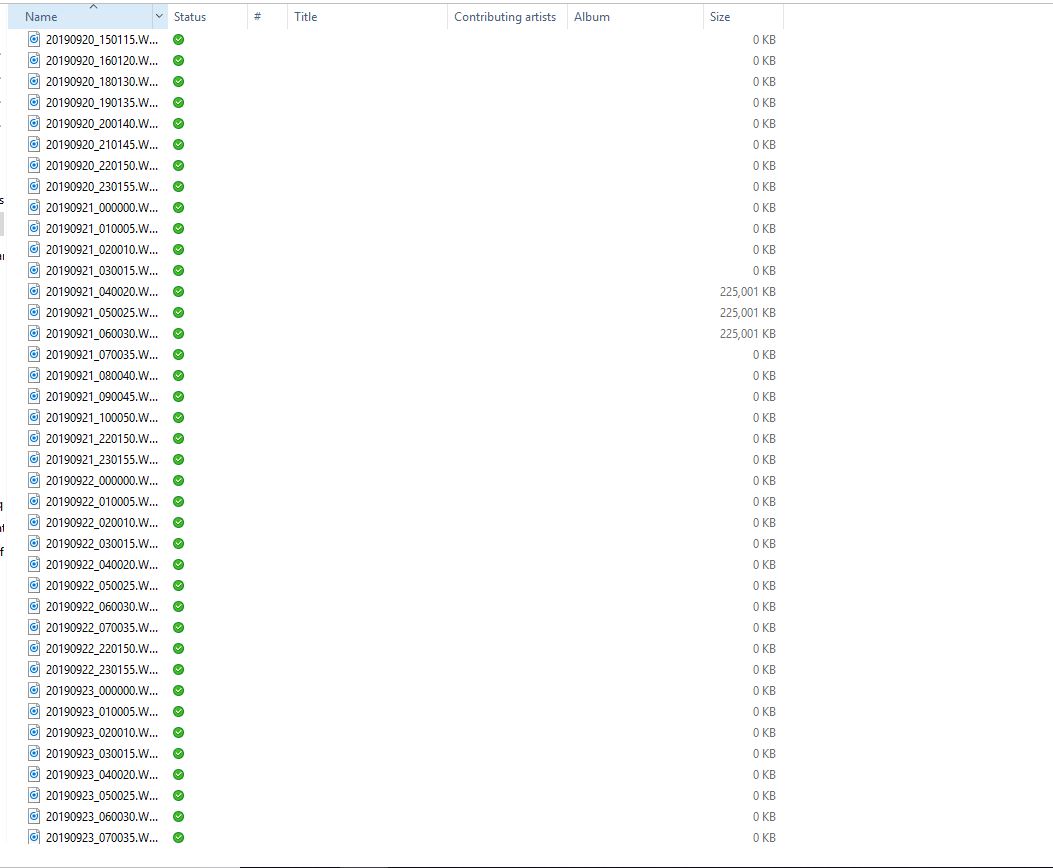 Name Status # Title Contributing artists Album Size
20190920_150115.W... 0 KB
20190920_160120.W... 0 KB
20190920_180130.W... 0 KB
20190920_190135.W... 0 KB
20190920_200140.W... 0 KB
20190920_210145.W... 0 KB
20190920_220150.W... 0 KB
20190920_230155.W... 0 KB
20190921_000000.W... 0 KB
20190921_010005.W... 0 KB
20190921_020010.W... 0 KB
20190921_030015.W... 0 KB
20190921_040020.W... 225,001 KB
20190921_050025.W... 225,001 KB
20190921_060030.W... 225,001 KB
20190921_070035.W... 0 KB
20190921_080040.W... 0 KB
20190921_090045.W... 0 KB
20190921_100050.W... 0 KB
20190921_220150.W... 0 KB
20190921_230155.W... 0 KB
20190922_000000.W... 0 KB
20190922_010005.W... 0 KB
20190922_020010.W... 0 KB
20190922_030015.W... 0 KB
20190922_040020.W... 0 KB
20190922_050025.W... 0 KB
20190922_060030.W... 0 KB
20190922_070035.W... 0 KB
20190922_220150.W... 0 KB
20190922_230155.W... 0 KB
20190923_000000.W... 0 KB
20190923_010005.W... 0 KB
20190923_020010.W... 0 KB
20190923_030015.W... 0 KB
20190923_040020.W... 0 KB
20190923_050025.W... 0 KB
20190923_060030.W... 0 KB
20190923_070035.W... 0 KB